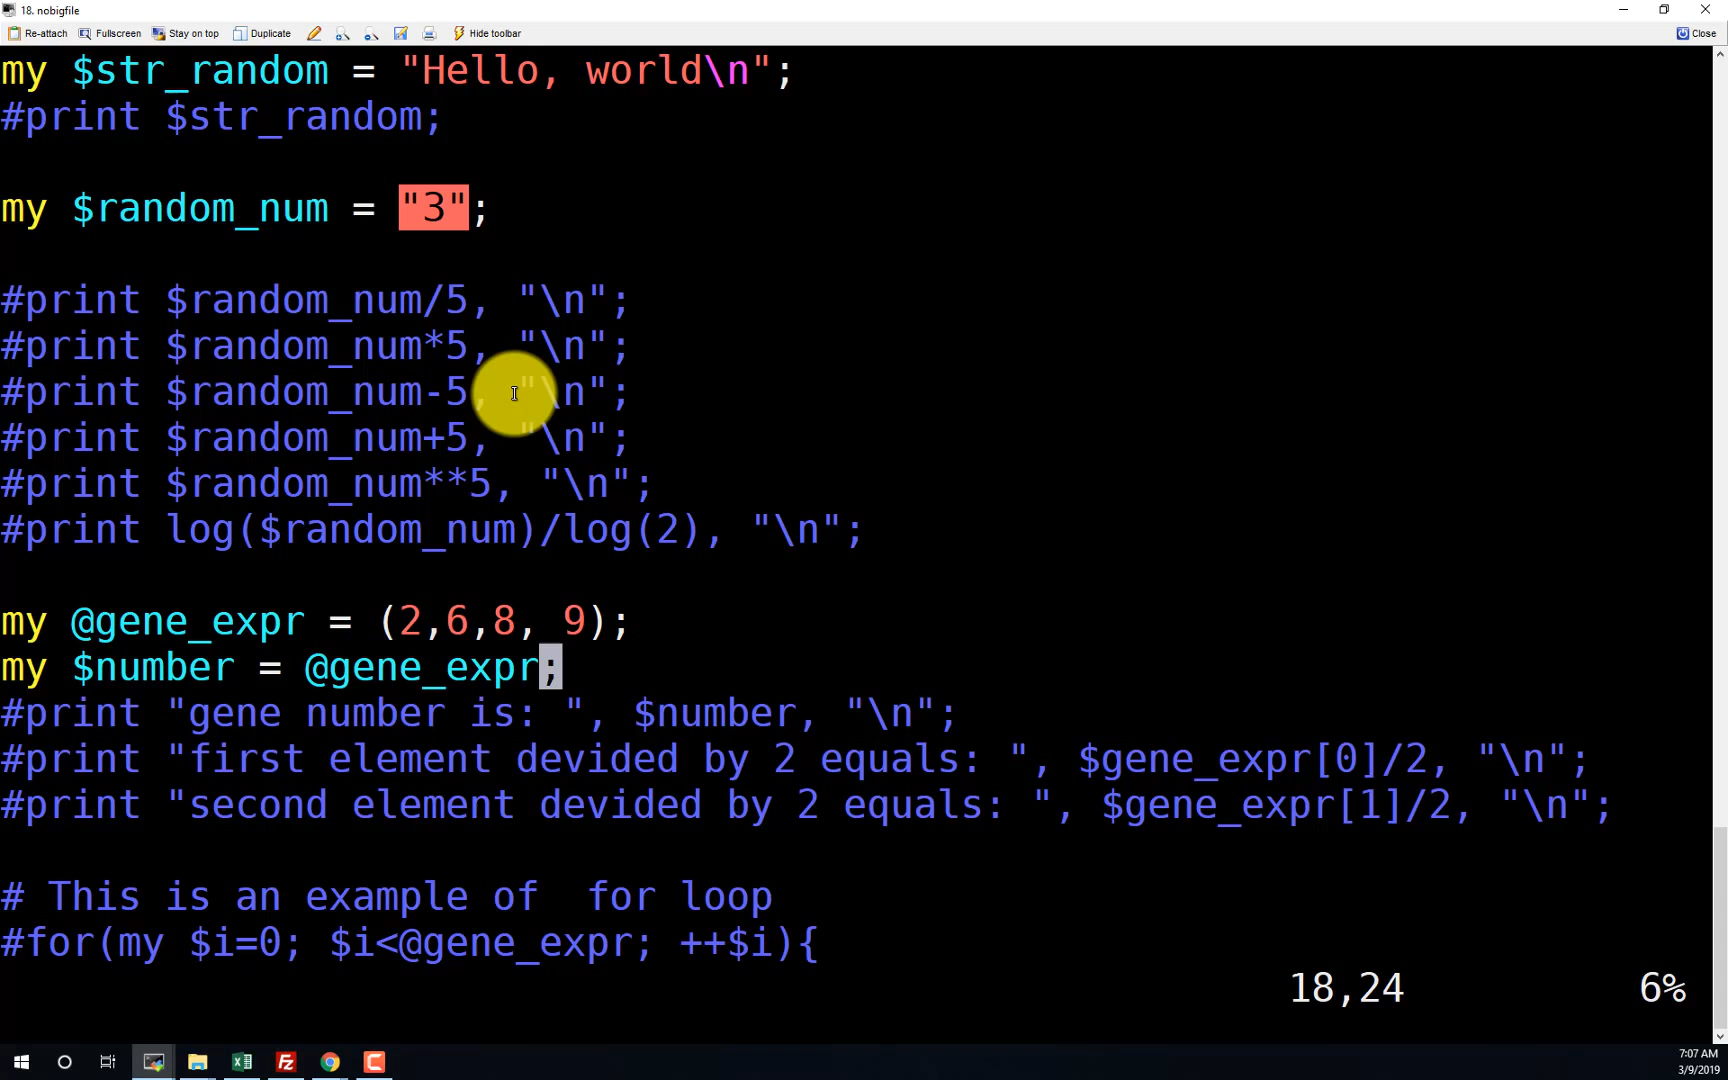 18. nobigfile
Re-attach Fullscreen Stay on top Duplicate Hide toolbar Close
my $str_random = "Hello, world\n";
#print $str_random;
my $random_num = "3";
#print $random_num/5, "\n";
#print $random_num*5, "\n";
#print $random_num-5, "\n";
#print $random_num+5, "\n";
#print $random_num**5, "\n";
#print log($random_num)/log(2), "\n";
my @gene_expr = (2,6,8, 9);
my $number = @gene_expr;
#print "gene number is: ", $number, "\n";
#print "first element devided by 2 equals: ", $gene_expr[0]/2, "\n";
#print "second element devided by 2 equals: ", $gene_expr[1]/2, "\n";
# This is an example of  for loop
#for(my $i=0; $i<@gene_expr; ++$i){
18,24 6%
7:07 AM
3/9/2019